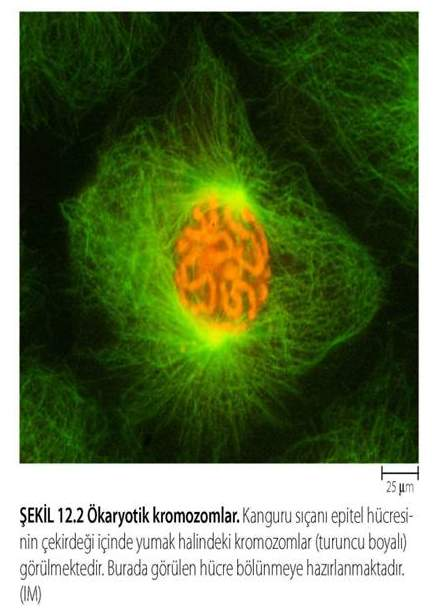 25 µm
ŞEKİL 12.2 Ökaryotik kromozomlar. Kanguru sıçanı epitel hücresi-
nin çekirdeği içinde yumak halindeki kromozomlar (turuncu boyalı)
görülmektedir. Burada görülen hücre bölünmeye hazırlanmaktadır.
(IM)